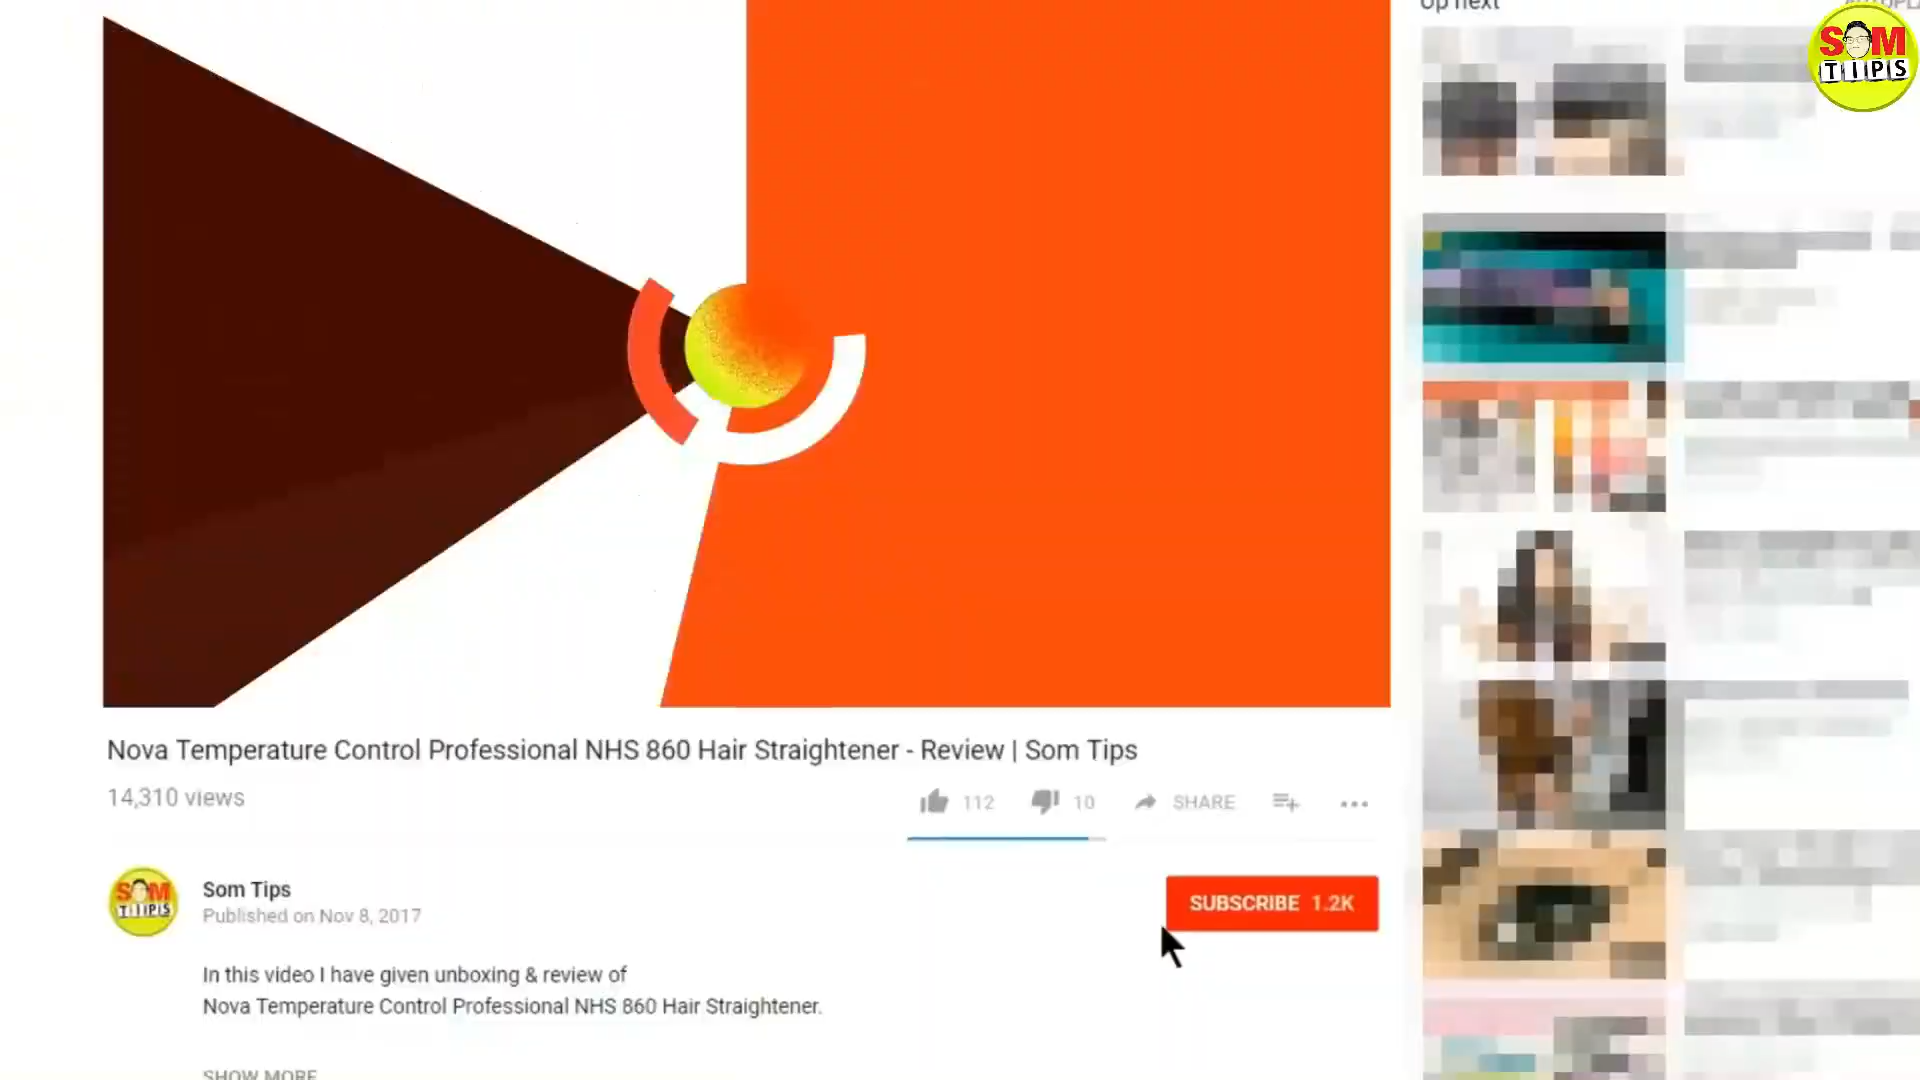 Up next
SOM
TIPS
Nova Temperature Control Professional NHS 860 Hair Straightener - Review | Som Tips
14,310 views
112
10
SHARE
SOM
TIPS
Som Tips
Published on Nov 8, 2017
SUBSCRIBE 1.2K
In this video I have given unboxing & review of
Nova Temperature Control Professional NHS 860 Hair Straightener.
SHOW MORE